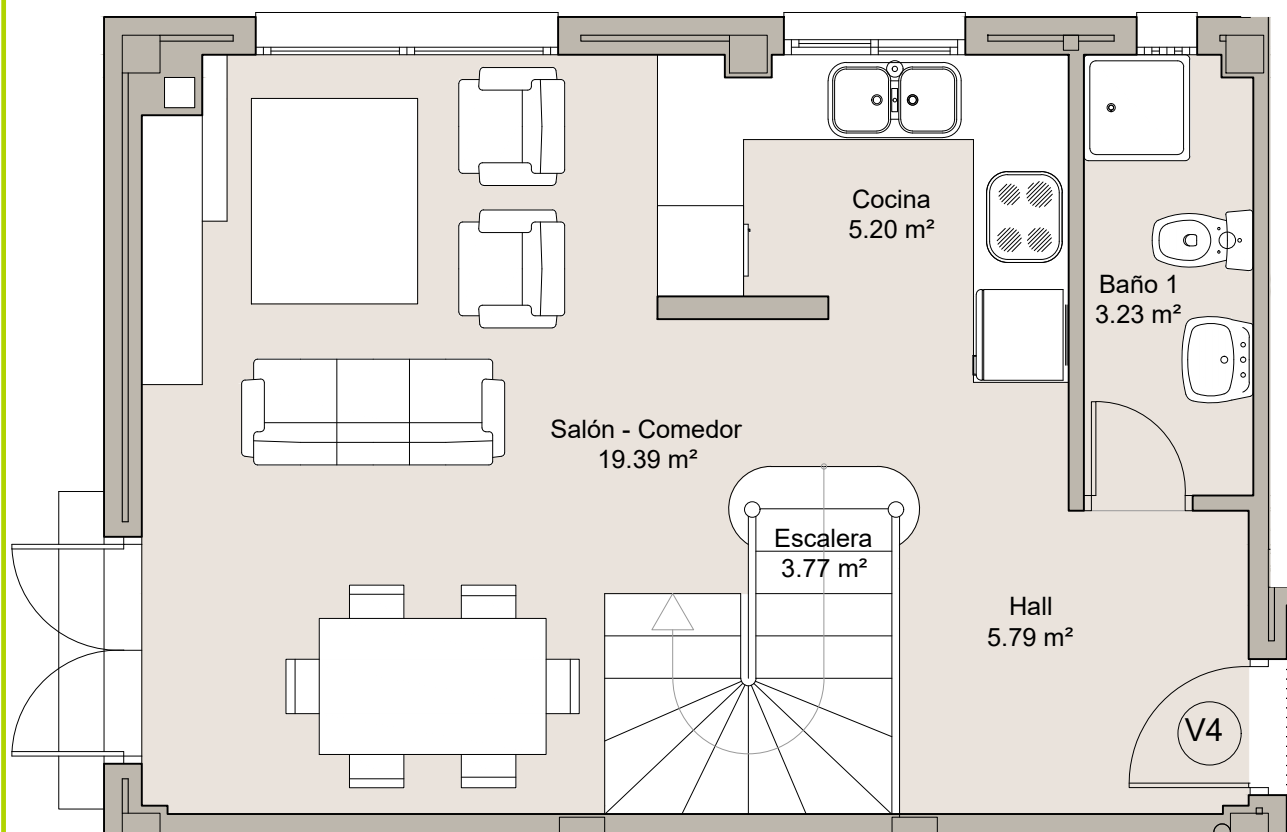 Cocina
5.20 m²
Baño 1
3.23 m²
Salón - Comedor
19.39 m²
Escalera
3.77 m²
Hall
5.79 m²
V4